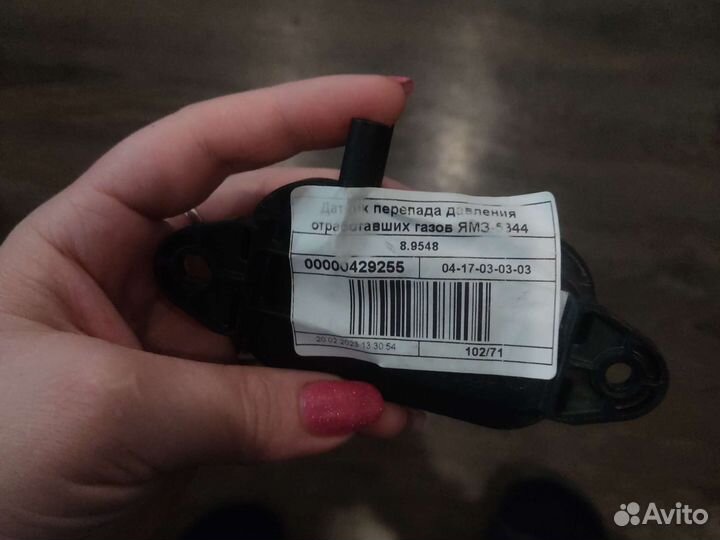 Датчик перепада давления
отработавших газов ЯМЗ-5344
8.9548
00000429255 04-17-03-03-03
20.02.2023 13:30:54 102/71
Avito